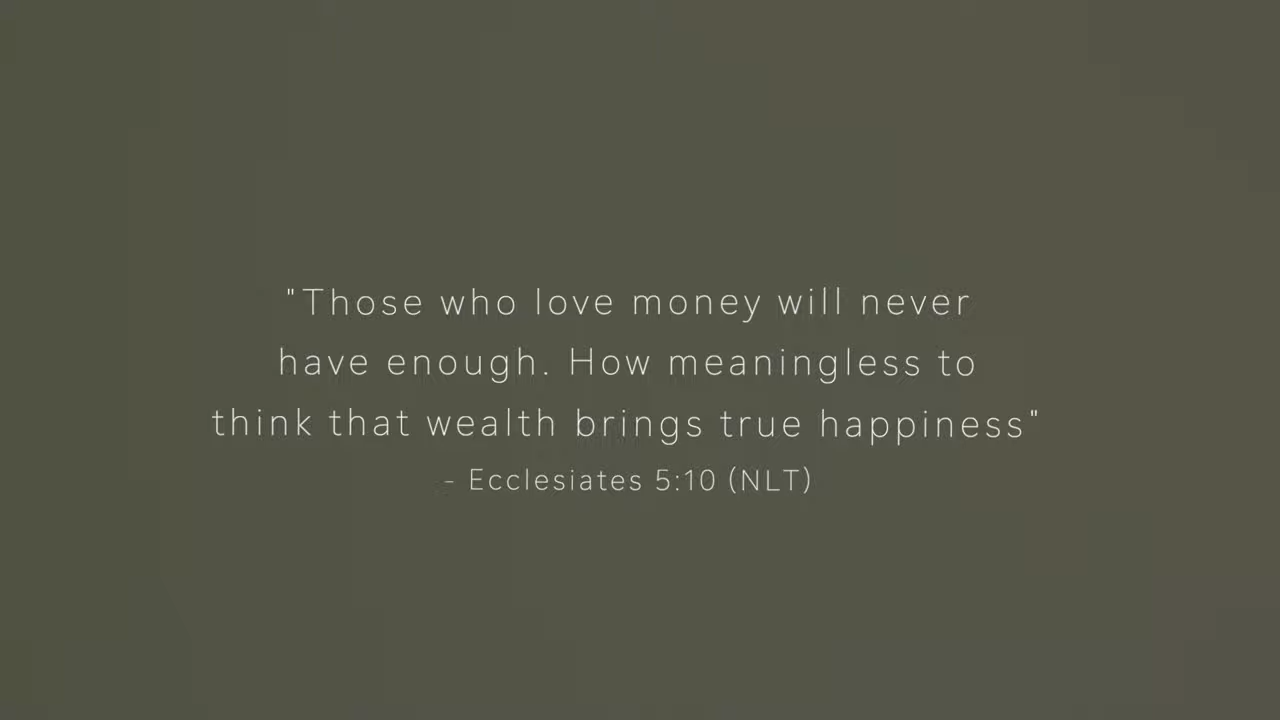 "Those who love money will never
have enough. How meaningless to
think that wealth brings true happiness"
- Ecclesiates 5:10 (NLT)